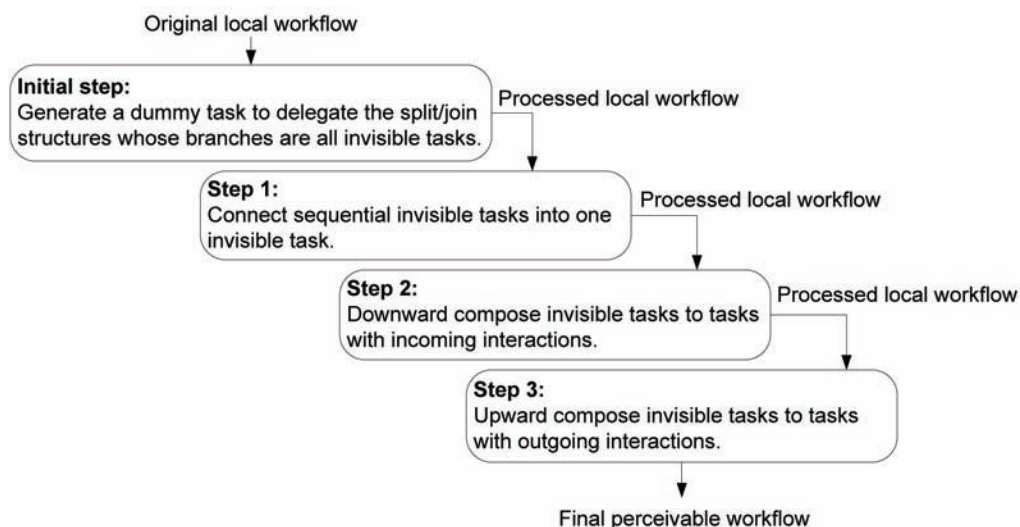 Original local workflow
Initial step:
Generate a dummy task to delegate the split/join
structures whose branches are all invisible tasks.
Processed local workflow
Step 1:
Connect sequential invisible tasks into one
invisible task.
Processed local workflow
Step 2:
Downward compose invisible tasks to tasks
with incoming interactions.
Processed local workflow
Step 3:
Upward compose invisible tasks to tasks
with outgoing interactions.
Final perceivable workflow